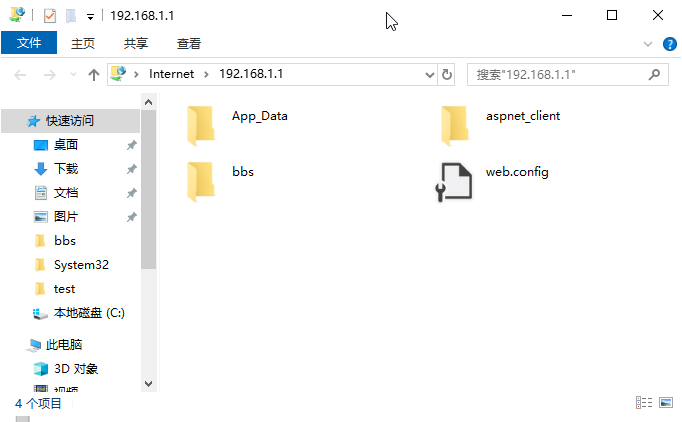 192.168.1.1
文件 主页 共享 查看
Internet 192.168.1.1 搜索"192.168.1.1"
快速访问
桌面
下载
文档
图片
bbs
System32
test
本地磁盘 (C:)
此电脑
3D 对象
视频
App_Data aspnet_client
bbs web.config
4 个项目